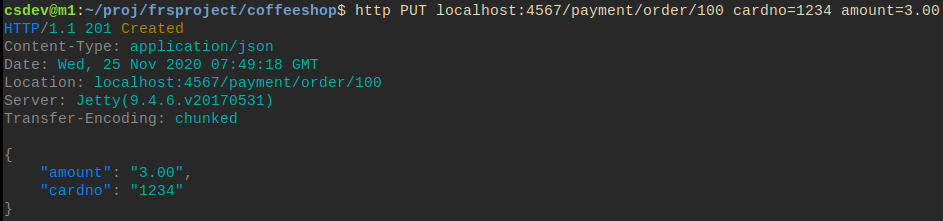 csdev@m1:~/proj/frsproject/coffeeshop$ http PUT localhost:4567/payment/order/100 cardno=1234 amount=3.00
HTTP/1.1 201 Created
Content-Type: application/json
Date: Wed, 25 Nov 2020 07:49:18 GMT
Location: localhost:4567/payment/order/100
Server: Jetty(9.4.6.v20170531)
Transfer-Encoding: chunked

{
    "amount": "3.00",
    "cardno": "1234"
}